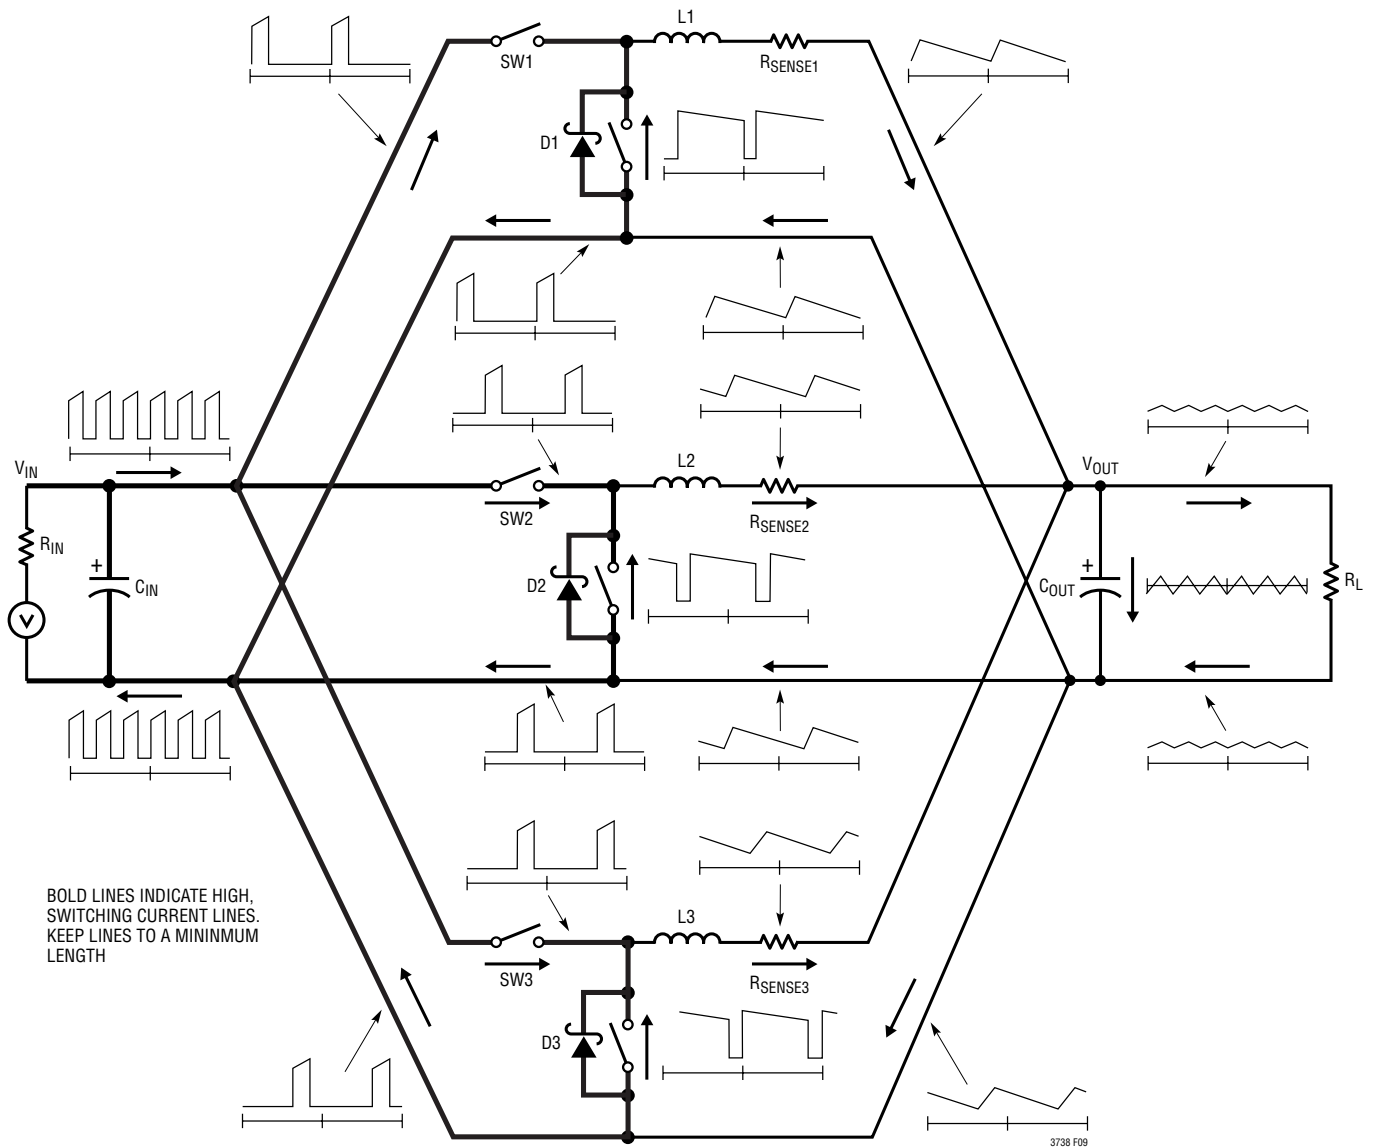 L1
SW1
RSENSE1
D1
VIN
L2
VOUT
SW2
RSENSE2
RIN
+
CIN
D2
+
COUT
RL
V
L3
BOLD LINES INDICATE HIGH,
SWITCHING CURRENT LINES.
KEEP LINES TO A MININMUM
LENGTH
SW3
RSENSE3
D3
3738 F09